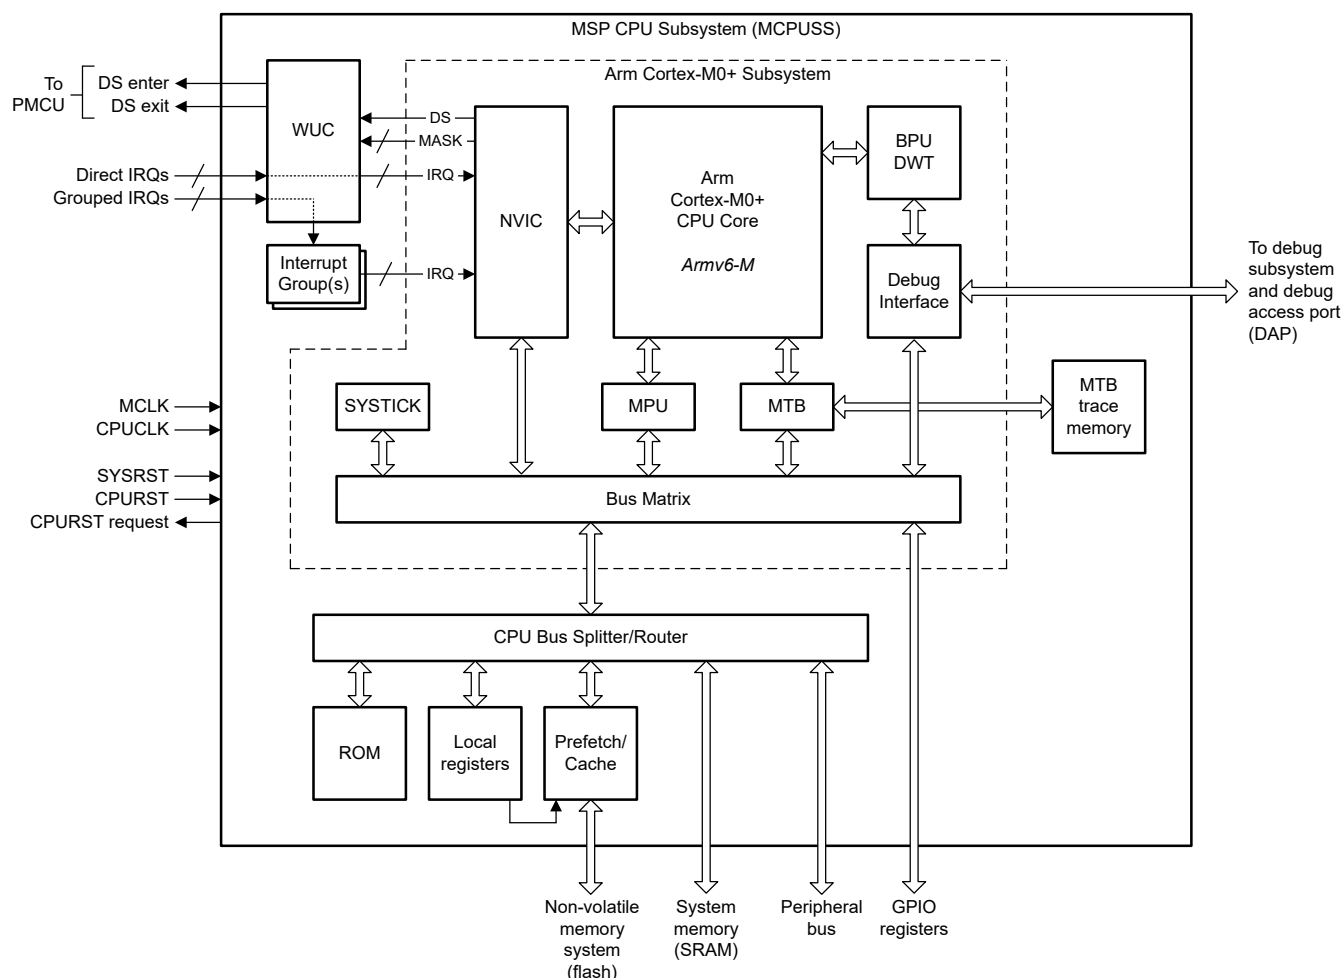 MSP CPU Subsystem (MCPUSS)
Arm Cortex-M0+ Subsystem
To
PMCU
DS enter
DS exit
WUC
DS
MASK
Direct IRQs
IRQ
Grouped IRQs
Interrupt
Group(s)
IRQ
NVIC
Arm
Cortex-M0+
CPU Core
Armv6-M
BPU
DWT
Debug
Interface
To debug
subsystem
and debug
access port
(DAP)
SYSTICK
MPU
MTB
MTB
trace
memory
MCLK
CPUCLK
SYSRST
CPURST
CPURST request
Bus Matrix
CPU Bus Splitter/Router
ROM
Local
registers
Prefetch/
Cache
Non-volatile
memory
system
(flash)
System
memory
(SRAM)
Peripheral
bus
GPIO
registers